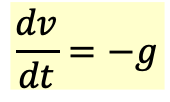 dv/dt = −g